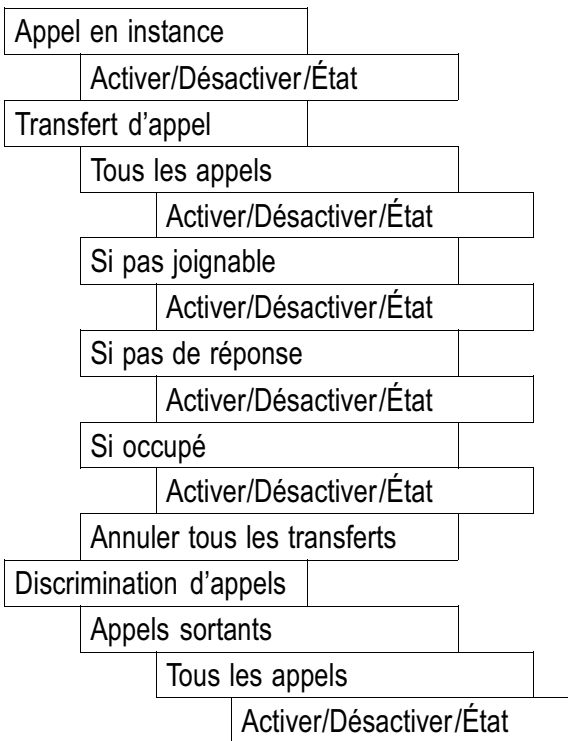 Appel en instance
Activer/Désactiver/État
Transfert d'appel
Tous les appels
Activer/Désactiver/État
Si pas joignable
Activer/Désactiver/État
Si pas de réponse
Activer/Désactiver/État
Si occupé
Activer/Désactiver/État
Annuler tous les transferts
Discrimination d'appels
Appels sortants
Tous les appels
Activer/Désactiver/État